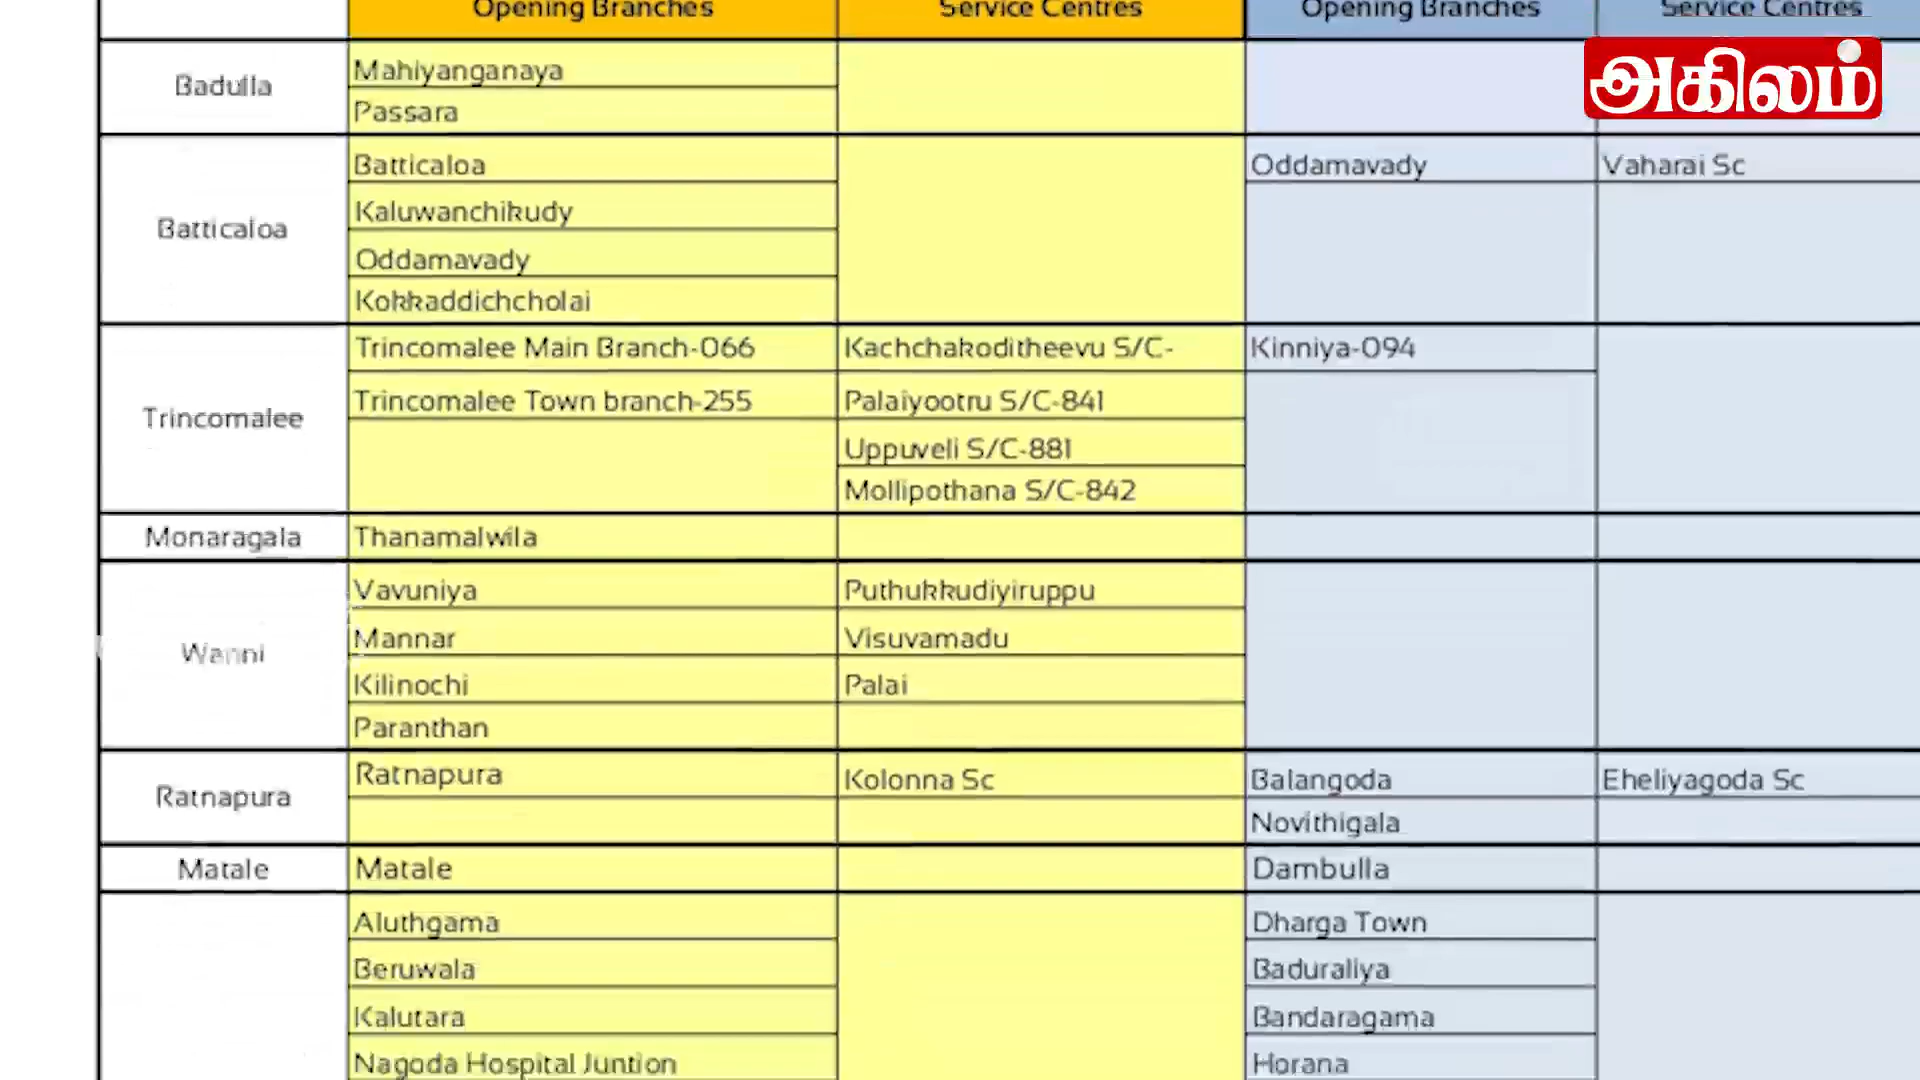 Opening Branches Service Centres Opening Branches Service Centres
அகிலம்
Badulla
Mahiyanganaya
Passara
Batticaloa
Batticaloa Oddamavady Vaharai Sc
Kaluwanchikudy
Oddamavady
Kokkaddichcholai
Trincomalee
Trincomalee Main Branch-066 Kachchakoditheevu S/C- Kinniya-094
Trincomalee Town branch-255 Palaiyootru S/C-841
Uppuveli S/C-881
Mollipothana S/C-842
Monaragala Thanamalwila
Wanni
Vavuniya Puthukkudiyiruppu
Mannar Visuvamadu
Kilinochi Palai
Paranthan
Ratnapura
Ratnapura Kolonna Sc Balangoda Eheliyagoda Sc
Novithigala
Matale Matale Dambulla
Aluthgama Dharga Town
Beruwala Baduraliya
Kalutara Bandaragama
Nagoda Hospital Juntion Horana